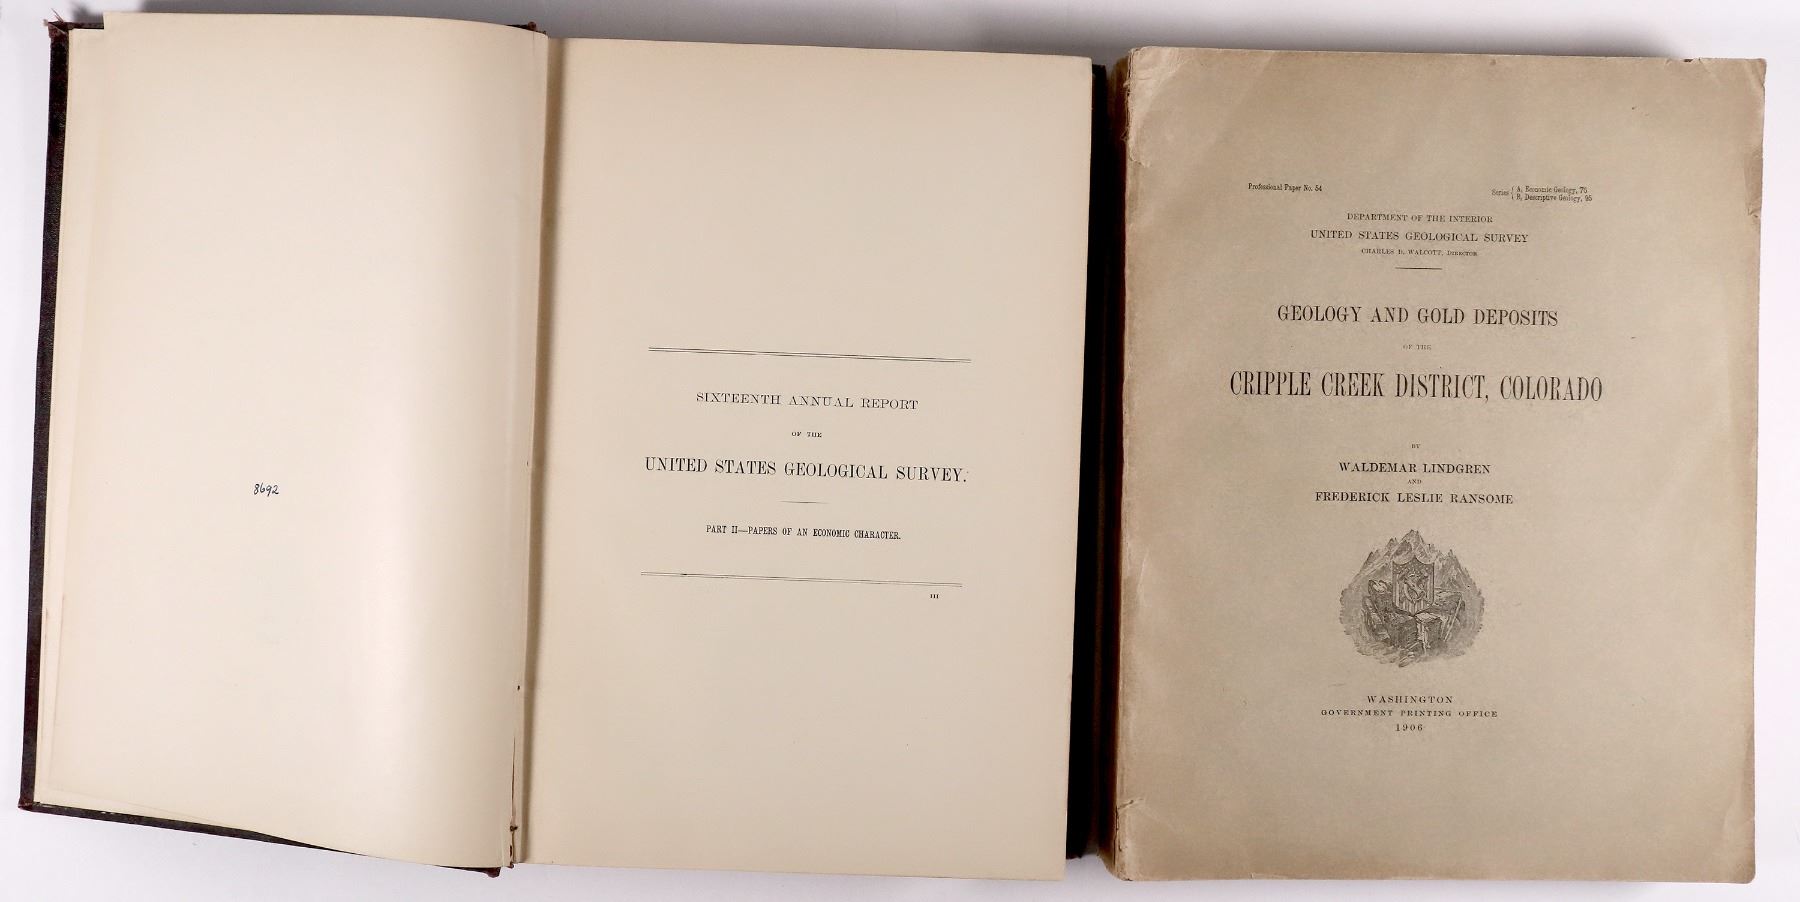 8692
SIXTEENTH ANNUAL REPORT
OF THE
UNITED STATES GEOLOGICAL SURVEY.
PART II—PAPERS OF AN ECONOMIC CHARACTER.
III
Professional Paper No. 54
Series { A, Economic Geology, 75
{ B, Descriptive Geology, 95
DEPARTMENT OF THE INTERIOR
UNITED STATES GEOLOGICAL SURVEY
CHARLES D. WALCOTT, DIRECTOR
GEOLOGY AND GOLD DEPOSITS
OF THE
CRIPPLE CREEK DISTRICT, COLORADO
BY
WALDEMAR LINDGREN
AND
FREDERICK LESLIE RANSOME
WASHINGTON
GOVERNMENT PRINTING OFFICE
1906